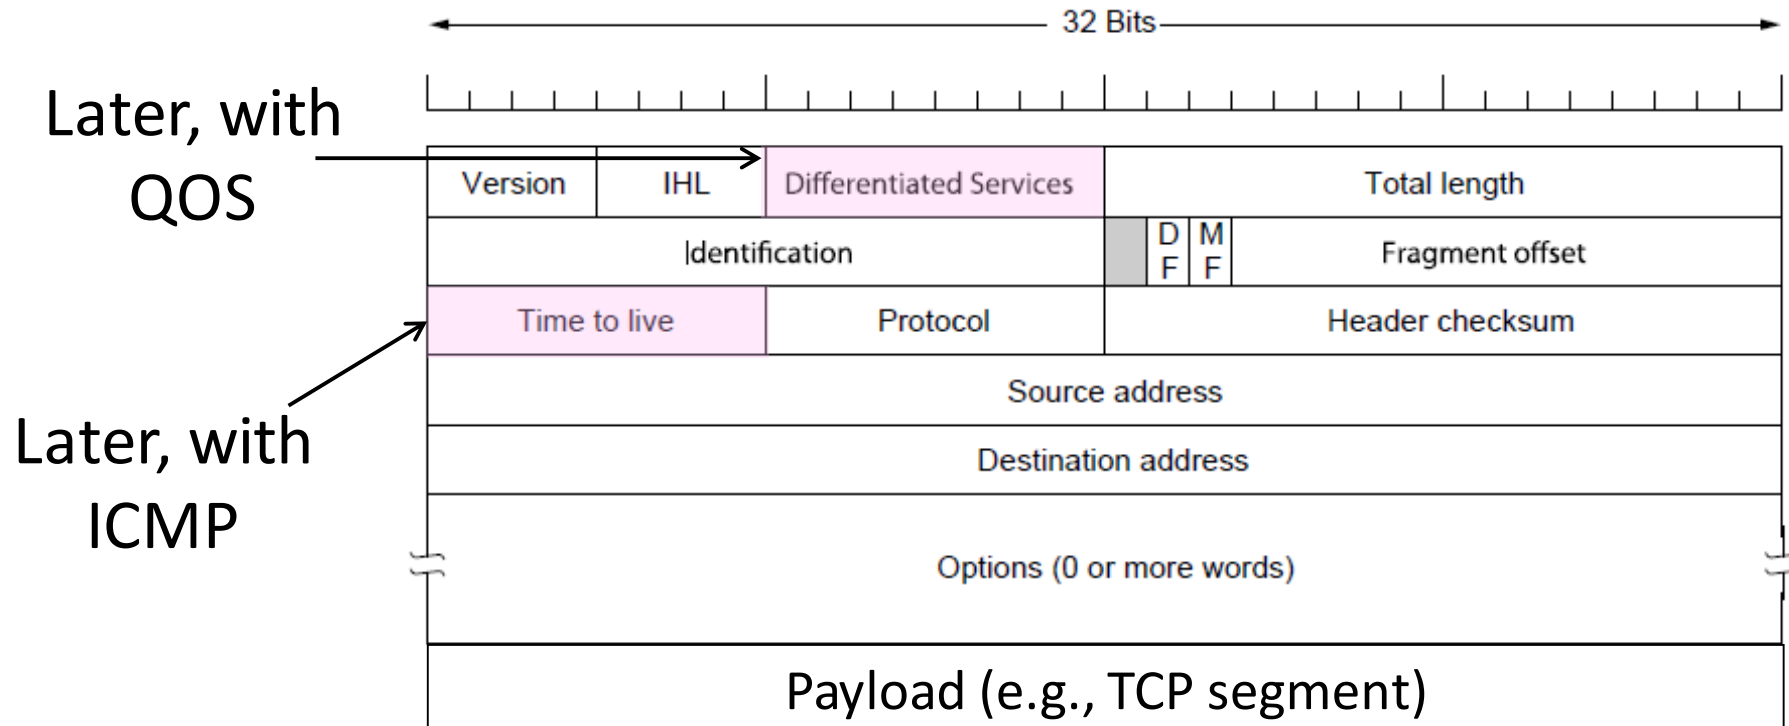 32 Bits
Later, with
QOS
Version IHL Differentiated Services Total length
Identification D F M F Fragment offset
Time to live Protocol Header checksum
Source address
Later, with
ICMP
Destination address
Options (0 or more words)
Payload (e.g., TCP segment)